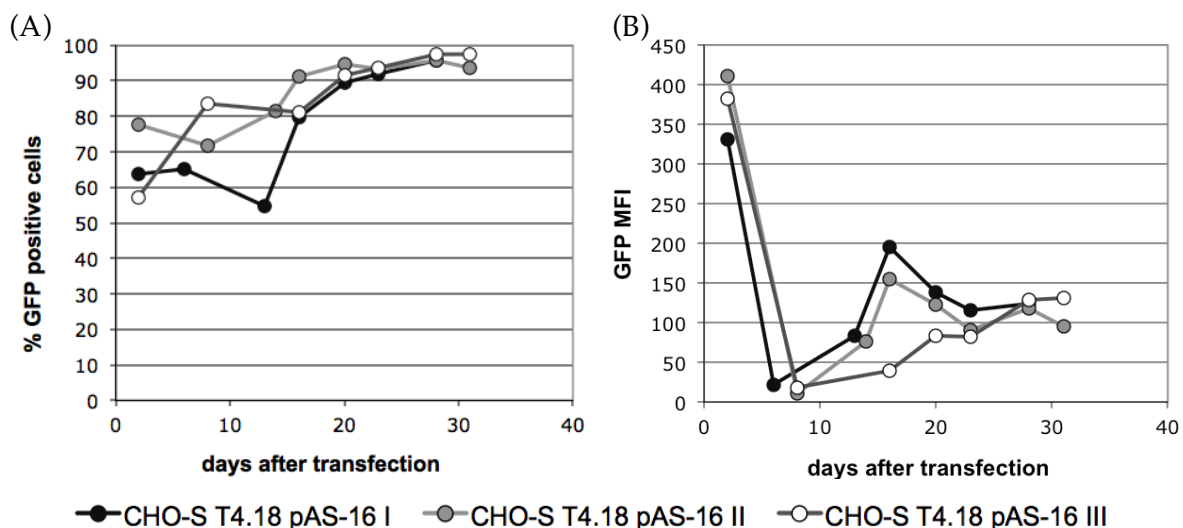 (A)
100
90
80
70
60
50
40
30
20
10
0
% GFP positive cells
0 10 20 30 40
days after transfection
(B)
450
400
350
300
250
200
150
100
50
0
GFP MFI
0 10 20 30 40
days after transfection
CHO-S T4.18 pAS-16 I CHO-S T4.18 pAS-16 II CHO-S T4.18 pAS-16 III